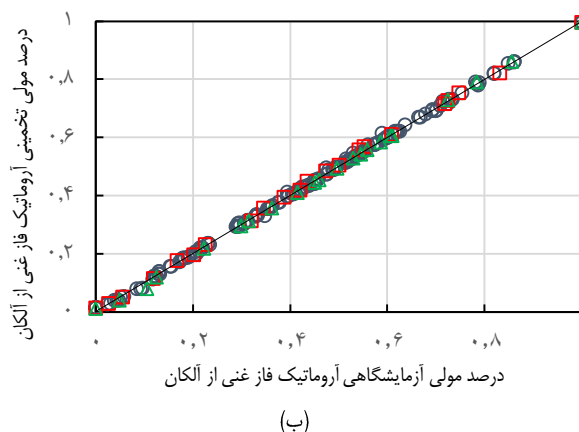 درصد مولی تخمینی آروماتیک فاز غنی از آلکان
۱
۰,۸
۰,۶
۰,۴
۰,۲
۰
۰ ۰,۲ ۰,۴ ۰,۶ ۰,۸
درصد مولی آزمایشگاهی آروماتیک فاز غنی از آلکان
(ب)